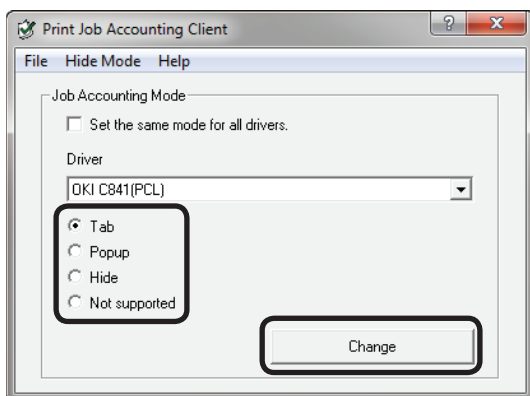 Print Job Accounting Client
File Hide Mode Help
Job Accounting Mode
Set the same mode for all drivers.
Driver
OKI C841(PCL)
Tab
Popup
Hide
Not supported
Change